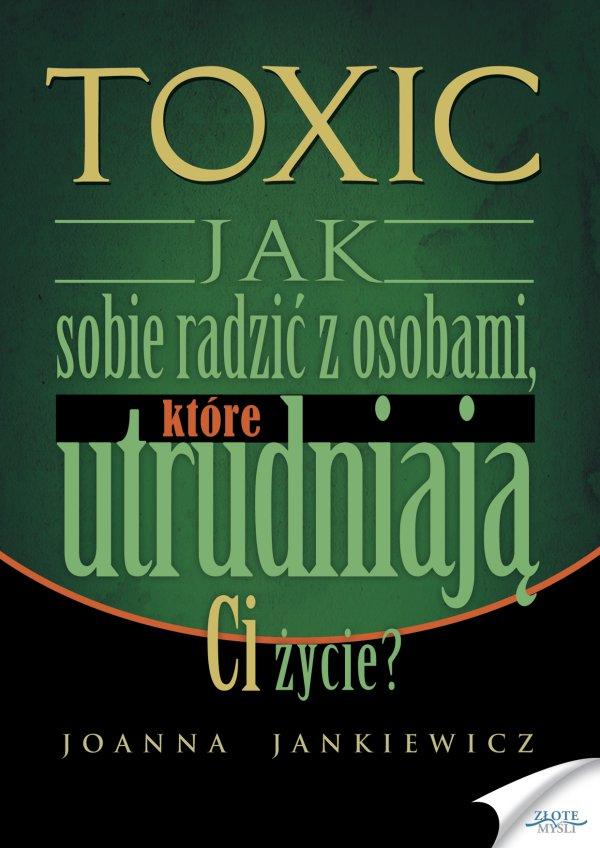 TOXIC
JAK
sobie radzić z osobami,
które
utrudniają
Ci życie?
JOANNA JANKIEWICZ
ZŁOTE
MYŚLI